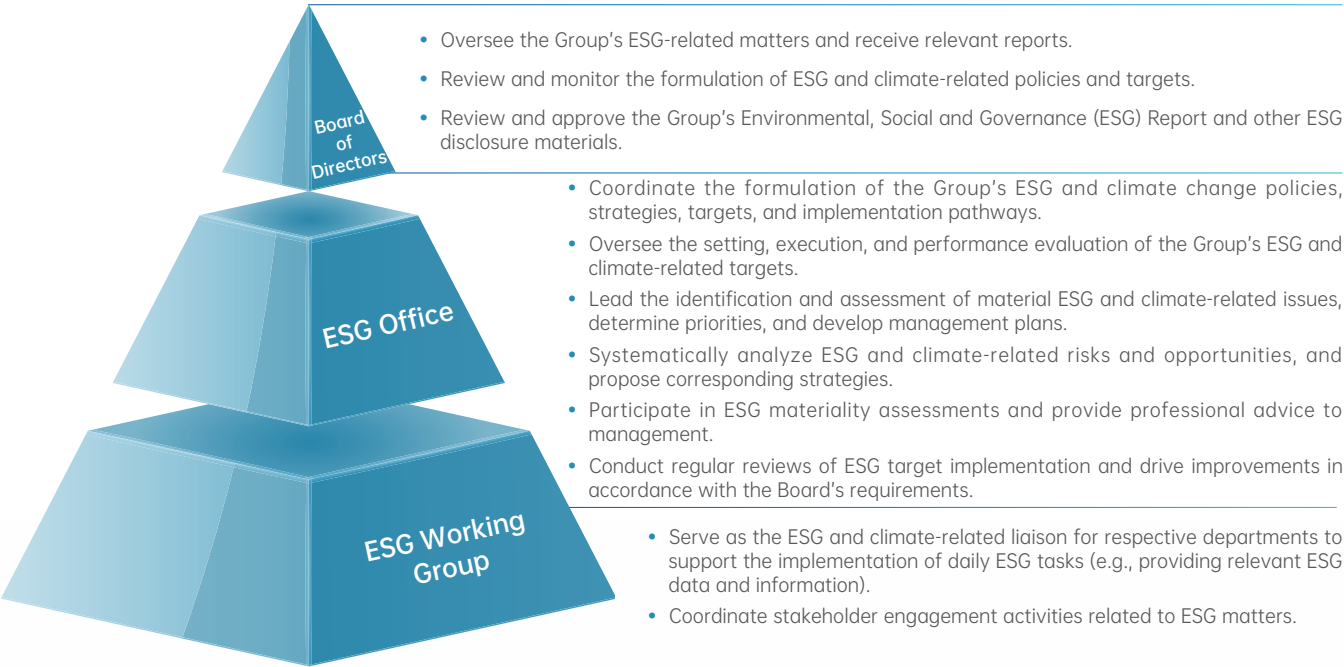 Board
of
Directors
• Oversee the Group's ESG-related matters and receive relevant reports.
• Review and monitor the formulation of ESG and climate-related policies and targets.
• Review and approve the Group's Environmental, Social and Governance (ESG) Report and other ESG
disclosure materials.
ESG Office
• Coordinate the formulation of the Group's ESG and climate change policies,
strategies, targets, and implementation pathways.
• Oversee the setting, execution, and performance evaluation of the Group's ESG and
climate-related targets.
• Lead the identification and assessment of material ESG and climate-related issues,
determine priorities, and develop management plans.
• Systematically analyze ESG and climate-related risks and opportunities, and
propose corresponding strategies.
• Participate in ESG materiality assessments and provide professional advice to
management.
• Conduct regular reviews of ESG target implementation and drive improvements in
accordance with the Board's requirements.
ESG Working
Group
• Serve as the ESG and climate-related liaison for respective departments to
support the implementation of daily ESG tasks (e.g., providing relevant ESG
data and information).
• Coordinate stakeholder engagement activities related to ESG matters.